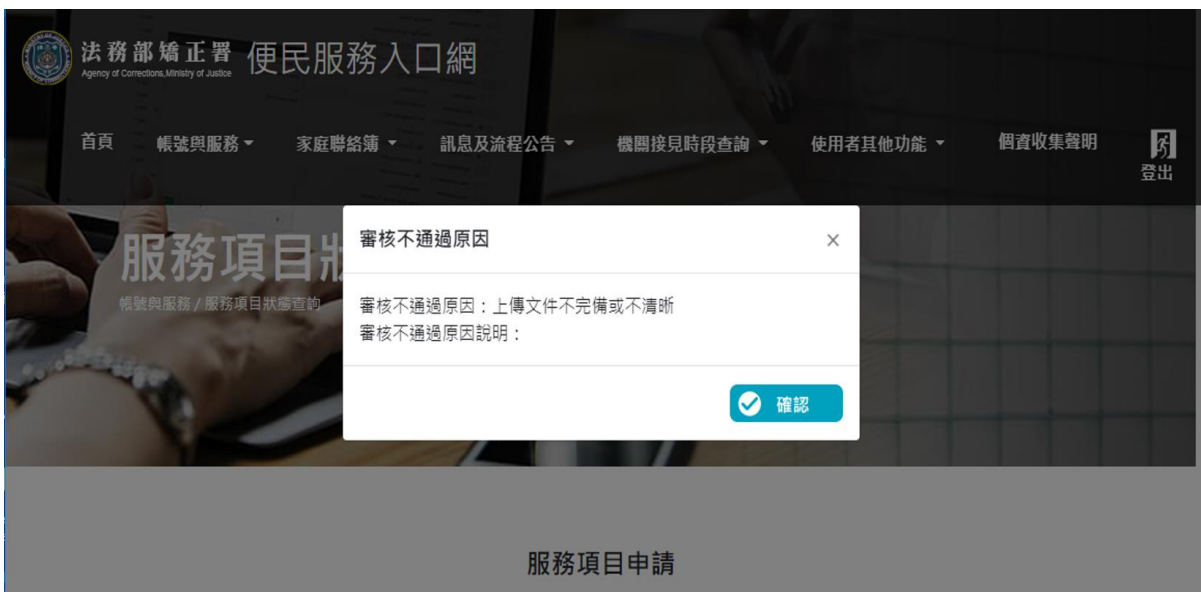 法務部矯正署 便民服務入口網
Agency of Corrections,Ministry of Justice
首頁 帳號與服務 家庭聯絡簿 訊息及流程公告 機關接見時段查詢 使用者其他功能 個資收集聲明
登出
服務項目狀
帳號與服務 / 服務項目狀態查詢
審核不通過原因 ×
審核不通過原因：上傳文件不完備或不清晰
審核不通過原因說明：
確認
服務項目申請